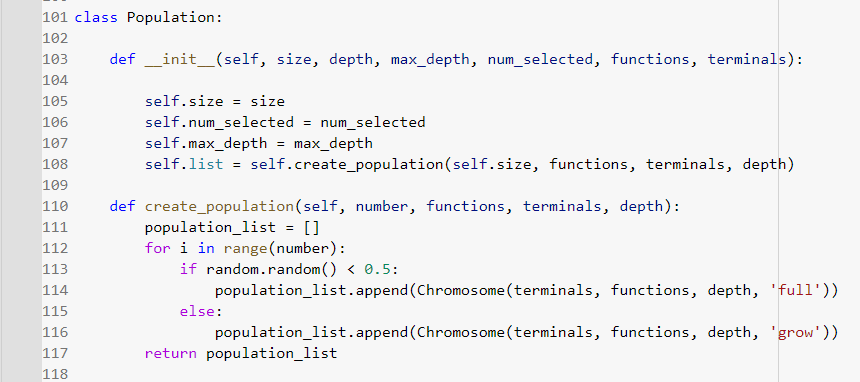 101 class Population:
102
103     def __init__(self, size, depth, max_depth, num_selected, functions, terminals):
104
105         self.size = size
106         self.num_selected = num_selected
107         self.max_depth = max_depth
108         self.list = self.create_population(self.size, functions, terminals, depth)
109
110     def create_population(self, number, functions, terminals, depth):
111         population_list = []
112         for i in range(number):
113             if random.random() < 0.5:
114                 population_list.append(Chromosome(terminals, functions, depth, 'full'))
115             else:
116                 population_list.append(Chromosome(terminals, functions, depth, 'grow'))
117         return population_list
118